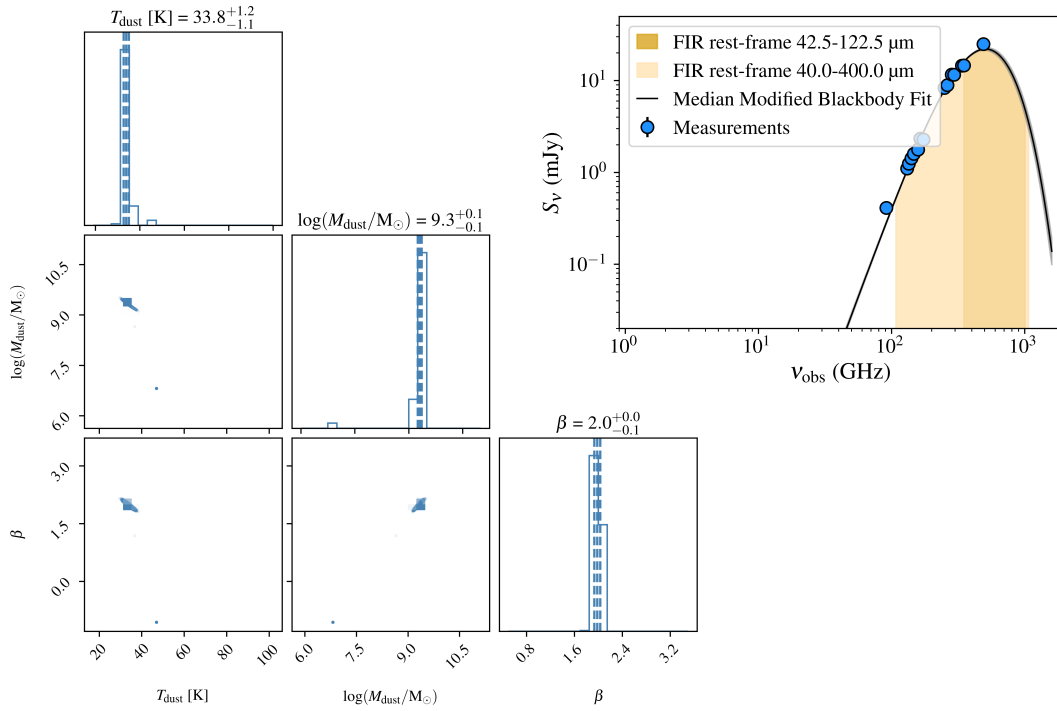 T_dust [K] = 33.8^{+1.2}_{-1.1}
log(M_dust/M_⊙) = 9.3^{+0.1}_{-0.1}
β = 2.0^{+0.0}_{-0.1}
log(M_dust/M_⊙)
10.5
9.0
7.5
6.0
β
3.0
1.5
0.0
20 40 60 80 100
T_dust [K]
6.0 7.5 9.0 10.5
log(M_dust/M_⊙)
0.8 1.6 2.4 3.2
β
FIR rest-frame 42.5-122.5 μm
FIR rest-frame 40.0-400.0 μm
Median Modified Blackbody Fit
Measurements
S_ν (mJy)
10^1
10^0
10^{-1}
10^0 10^1 10^2 10^3
ν_obs (GHz)